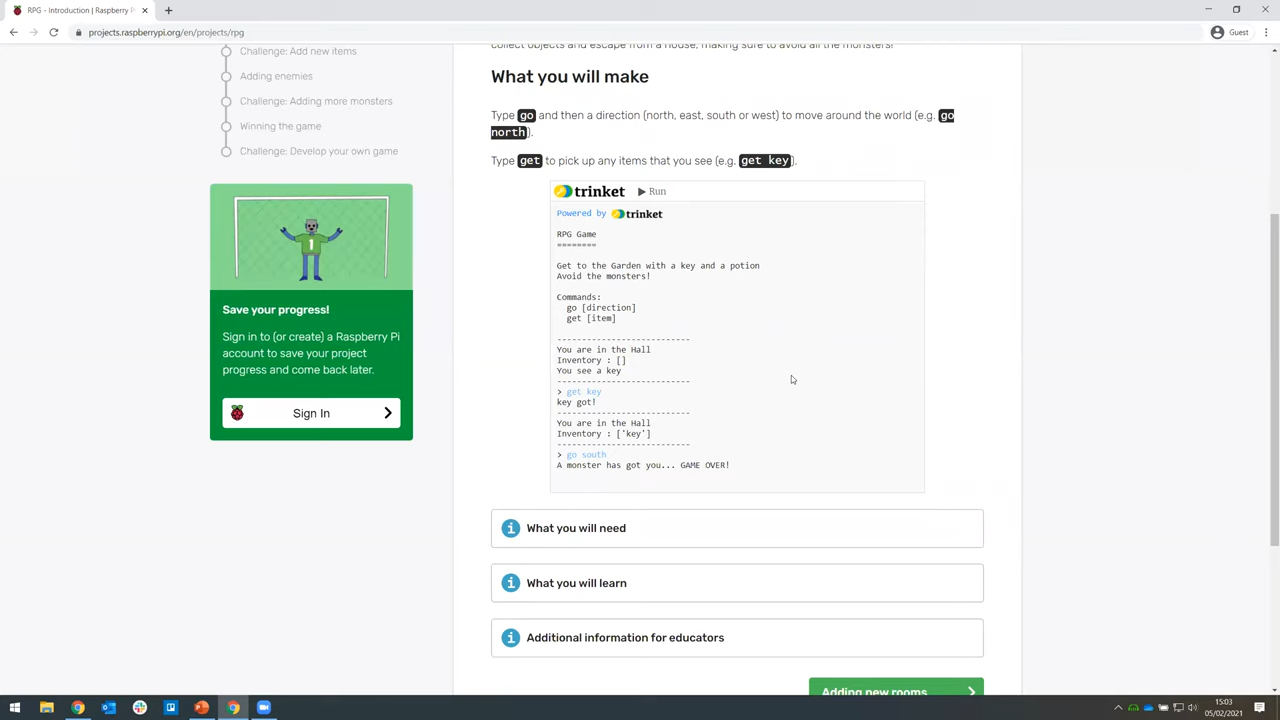 RPG - Introduction | Raspberry P
projects.raspberrypi.org/en/projects/rpg
Guest
Challenge: Add new items
Adding enemies
Challenge: Adding more monsters
Winning the game
Challenge: Develop your own game
Save your progress!
Sign in to (or create) a Raspberry Pi
account to save your project
progress and come back later.
Sign In
collect objects and escape from a house, making sure to avoid all the monsters!
What you will make
Type go and then a direction (north, east, south or west) to move around the world (e.g. go
north).
Type get to pick up any items that you see (e.g. get key).
trinket Run
Powered by trinket
RPG Game
========
Get to the Garden with a key and a potion
Avoid the monsters!
Commands:
go [direction]
get [item]
---------------------------
You are in the Hall
Inventory : []
You see a key
---------------------------
> get key
key got!
---------------------------
You are in the Hall
Inventory : ['key']
---------------------------
> go south
A monster has got you... GAME OVER!
What you will need
What you will learn
Additional information for educators
Adding new rooms
15:03
05/02/2021